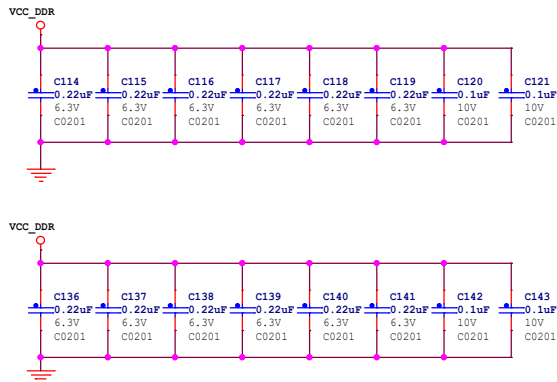 VCC_DDR
C114 C115 C116 C117 C118 C119 C120 C121
0.22uF 0.22uF 0.22uF 0.22uF 0.22uF 0.22uF 0.1uF 0.1uF
6.3V 6.3V 6.3V 6.3V 6.3V 6.3V 10V 10V
C0201 C0201 C0201 C0201 C0201 C0201 C0201 C0201
VCC_DDR
C136 C137 C138 C139 C140 C141 C142 C143
0.22uF 0.22uF 0.22uF 0.22uF 0.22uF 0.22uF 0.1uF 0.1uF
6.3V 6.3V 6.3V 6.3V 6.3V 6.3V 10V 10V
C0201 C0201 C0201 C0201 C0201 C0201 C0201 C0201